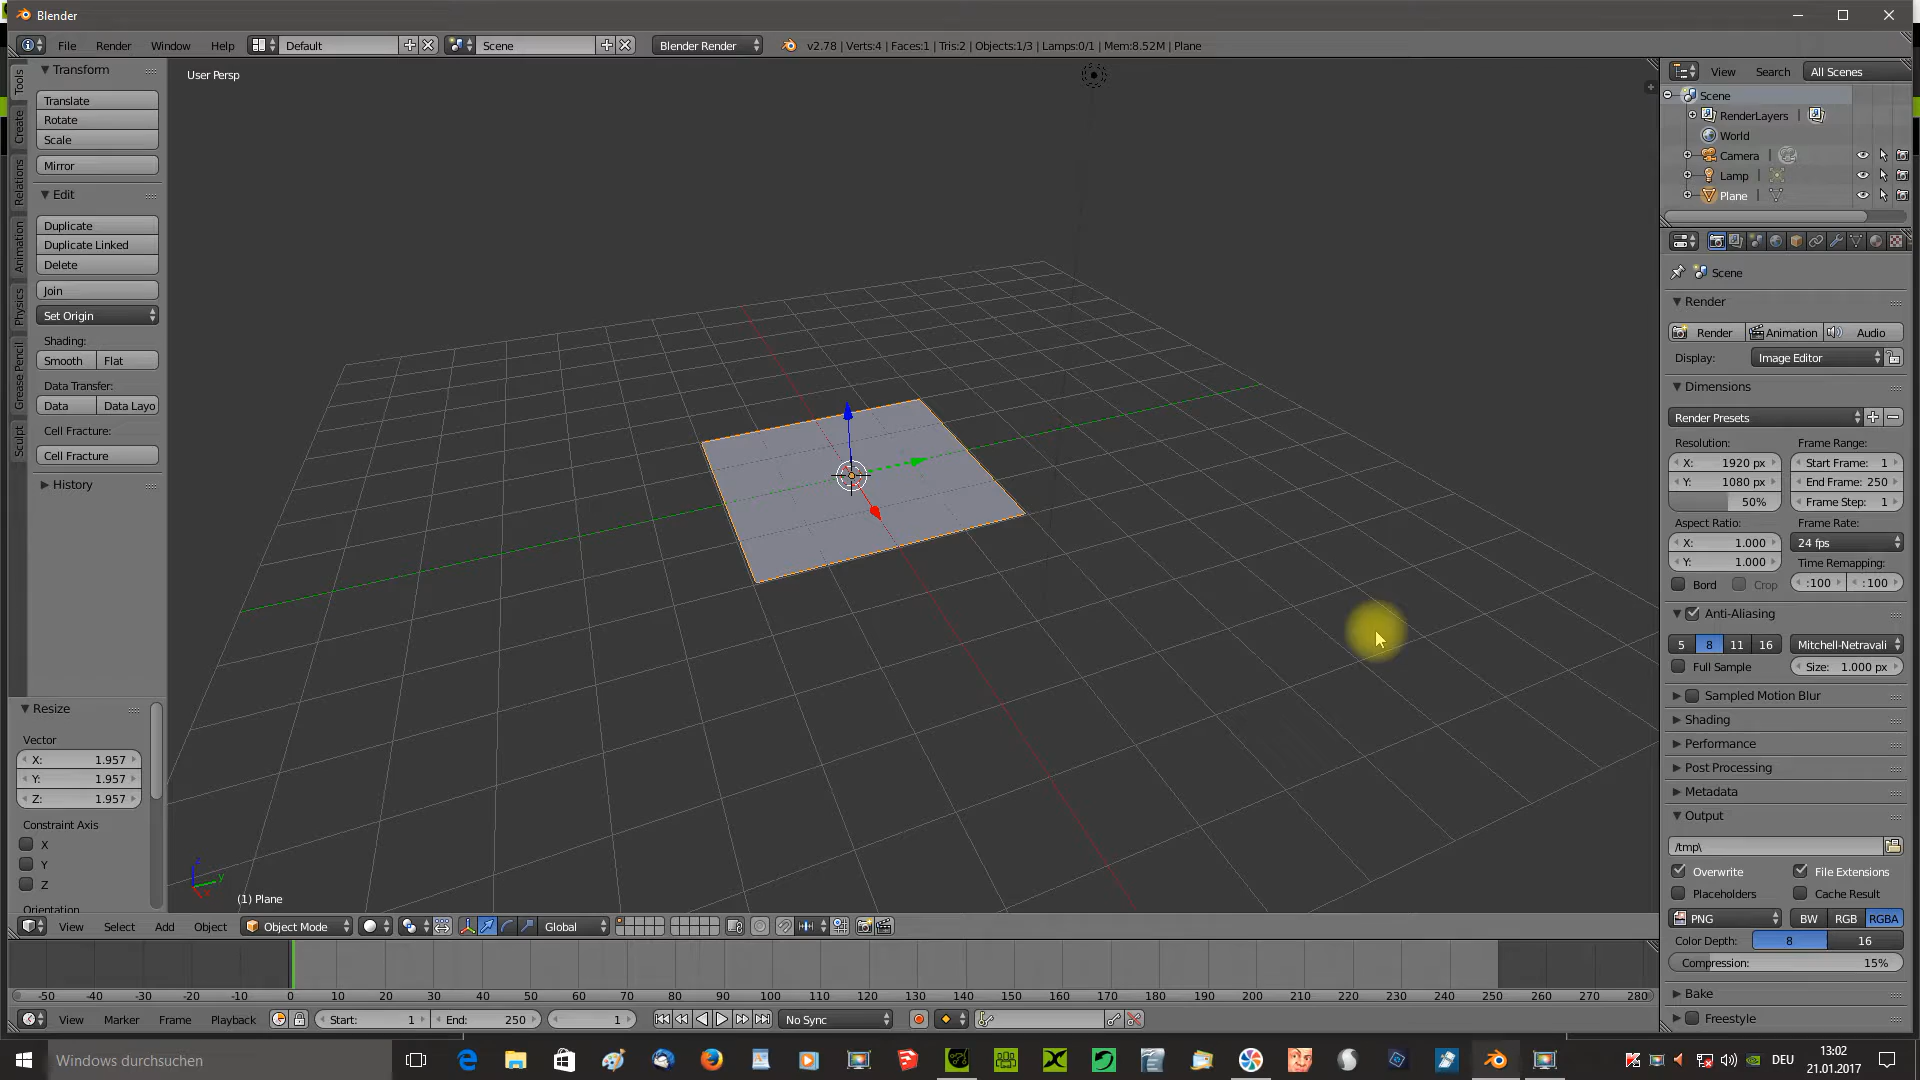 Blender
File Render Window Help Default Scene Blender Render v2.78 | Verts:4 | Faces:1 | Tris:2 | Objects:1/3 | Lamps:0/1 | Mem:8.52M | Plane
Tools
Create
Relations
Animation
Physics
Grease Pencil
Sculpt
Transform
Translate
Rotate
Scale
Mirror
Edit
Duplicate
Duplicate Linked
Delete
Join
Set Origin
Shading:
Smooth Flat
Data Transfer:
Data Data Layo
Cell Fracture:
Cell Fracture
History
Resize
Vector
X: 1.957
Y: 1.957
Z: 1.957
Constraint Axis
X
Y
Z
Orientation
User Persp
z
y
x
(1) Plane
View Select Add Object Object Mode Global
-50 -40 -30 -20 -10 0 10 20 30 40 50 60 70 80 90 100 110 120 130 140 150 160 170 180 190 200 210 220 230 240 250 260 270 280
View Marker Frame Playback Start: 1 End: 250 1 No Sync
View Search All Scenes
Scene
RenderLayers |
World
Camera |
Lamp |
Plane |
Scene
Render
Render Animation Audio
Display: Image Editor
Dimensions
Render Presets
Resolution: Frame Range:
X: 1920 px Start Frame: 1
Y: 1080 px End Frame: 250
50% Frame Step: 1
Aspect Ratio: Frame Rate:
X: 1.000 24 fps
Y: 1.000 Time Remapping:
Bord Crop :100 :100
Anti-Aliasing
5 8 11 16 Mitchell-Netravali
Full Sample Size: 1.000 px
Sampled Motion Blur
Shading
Performance
Post Processing
Metadata
Output
/tmp\
Overwrite File Extensions
Placeholders Cache Result
PNG BW RGB RGBA
Color Depth: 8 16
Compression: 15%
Bake
Freestyle
Windows durchsuchen
DEU 13:02
21.01.2017